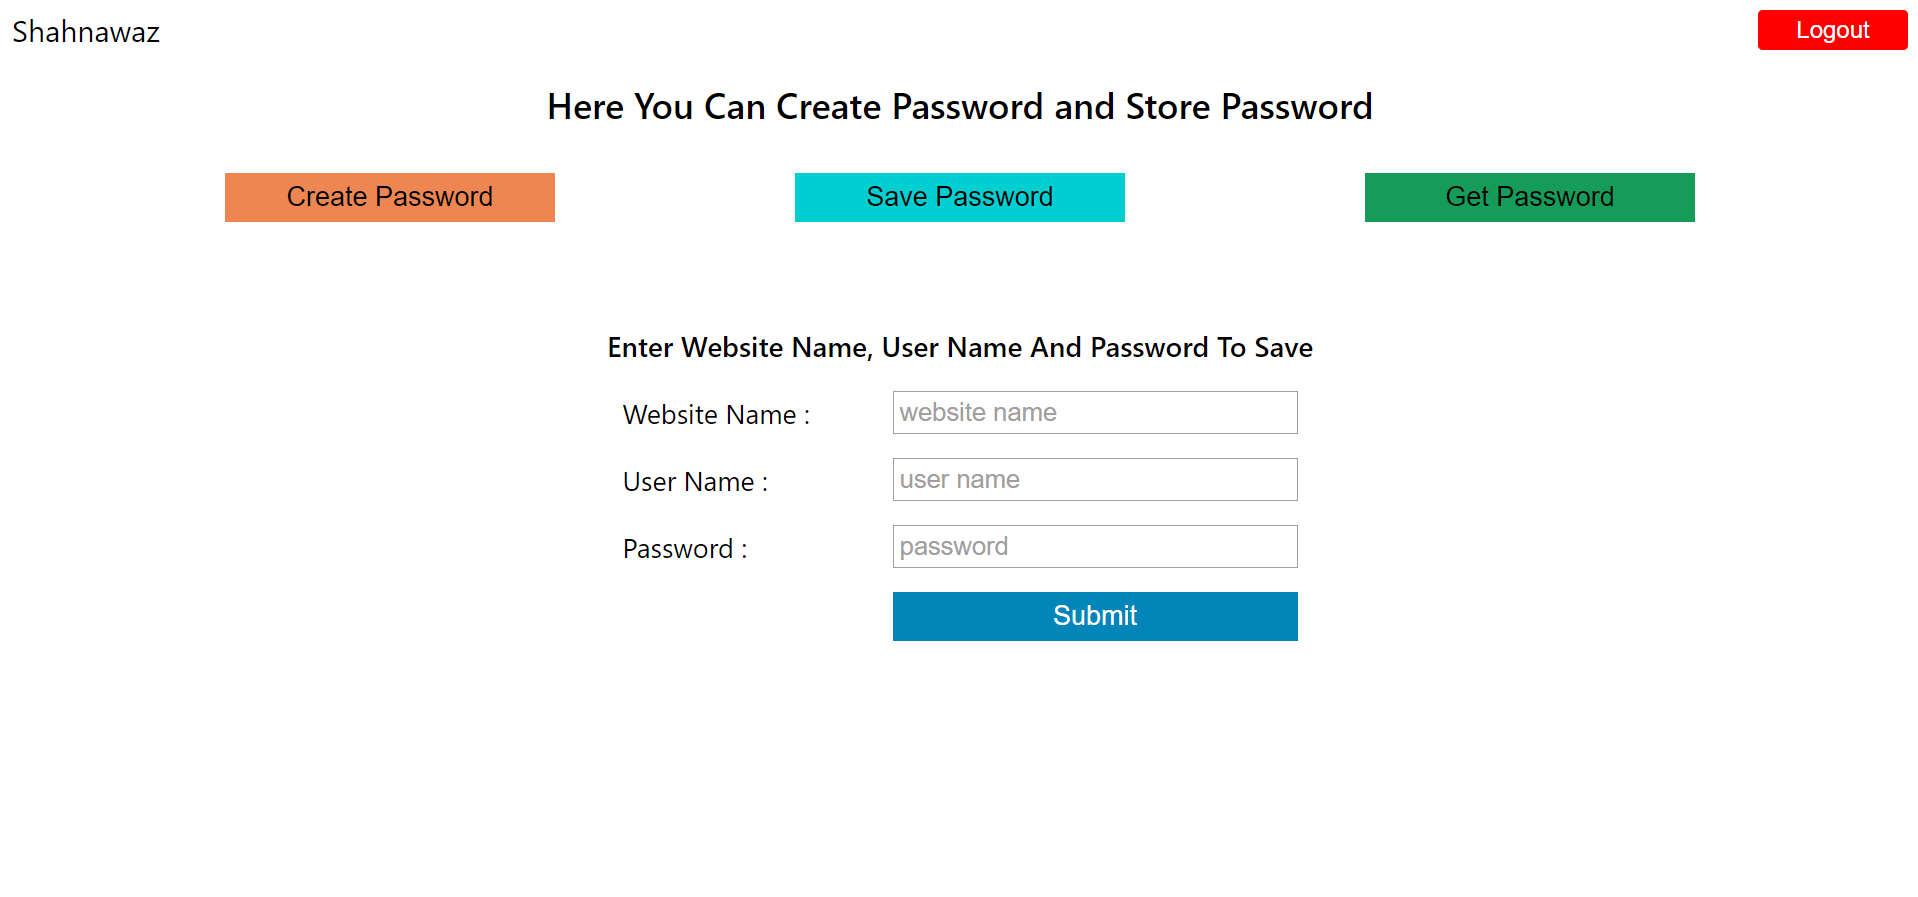 Shahnawaz
Logout
Here You Can Create Password and Store Password
Create Password
Save Password
Get Password
Enter Website Name, User Name And Password To Save
Website Name :
website name
User Name :
user name
Password :
password
Submit